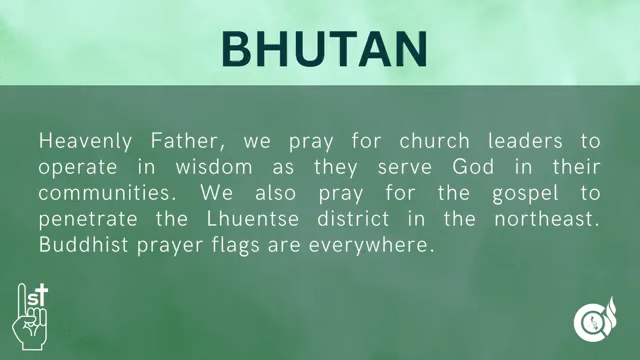 BHUTAN
Heavenly Father, we pray for church leaders to
operate in wisdom as they serve God in their
communities. We also pray for the gospel to
penetrate the Lhuentse district in the northeast.
Buddhist prayer flags are everywhere.
1st